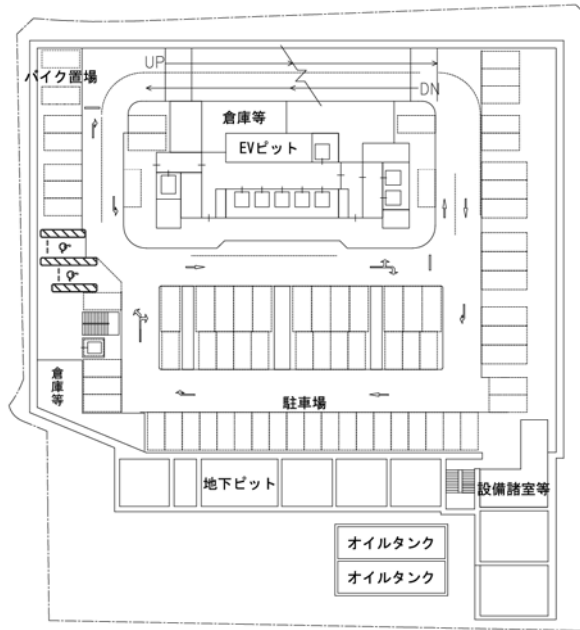 UP
バイク置場
DN
倉庫等
EVピット
倉庫等
駐車場
地下ピット
設備諸室等
オイルタンク
オイルタンク